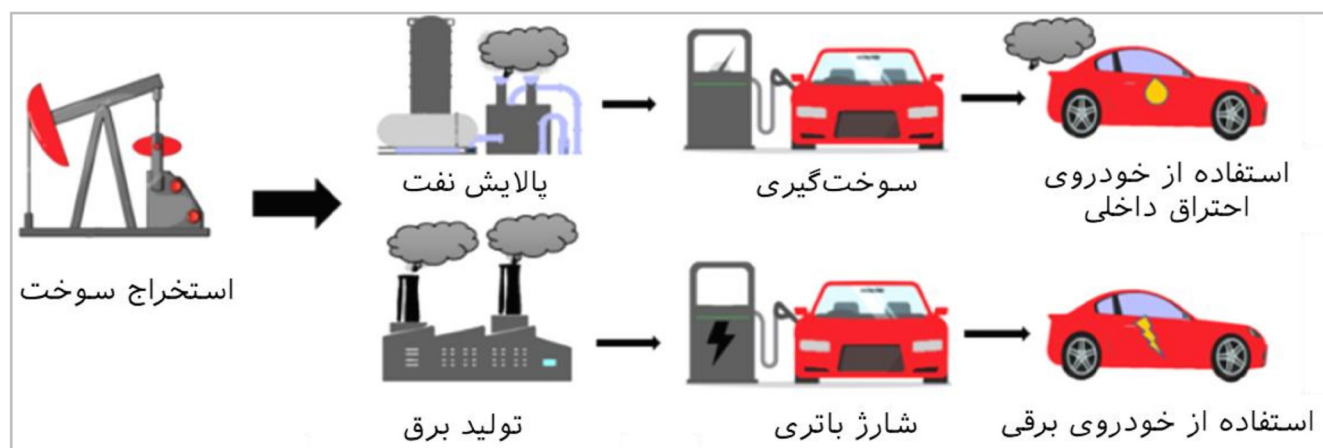 استخراج سوخت
پالایش نفت
سوخت‌گیری
استفاده از خودروی
احتراق داخلی
تولید برق
شارژ باتری
استفاده از خودروی برقی